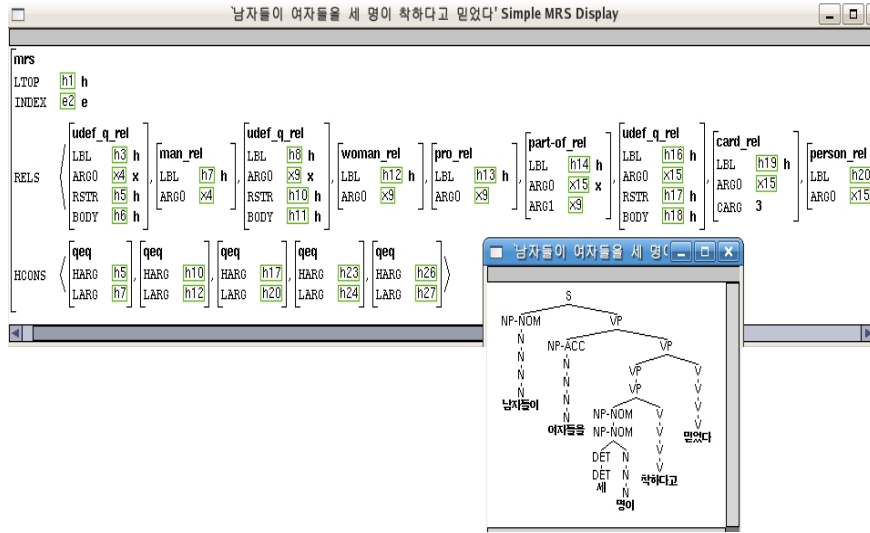 '남자들이 여자들을 세 명이 착하다고 믿었다' Simple MRS Display
mrs
LTOP h1 h
INDEX e2 e
RELS
udef_q_rel
LBL h3 h
ARG0 x4 x
RSTR h5 h
BODY h6 h
man_rel
LBL h7 h
ARG0 x4
udef_q_rel
LBL h8 h
ARG0 x9 x
RSTR h10 h
BODY h11 h
woman_rel
LBL h12 h
ARG0 x9
pro_rel
LBL h13 h
ARG0 x9
part-of_rel
LBL h14 h
ARG0 x15 x
ARG1 x9
udef_q_rel
LBL h16 h
ARG0 x15
RSTR h17 h
BODY h18 h
card_rel
LBL h19 h
ARG0 x15
CARG 3
person_rel
LBL h20
ARG0 x15
HCONS
qeq
HARG h5
LARG h7
qeq
HARG h10
LARG h12
qeq
HARG h17
LARG h20
qeq
HARG h23
LARG h24
qeq
HARG h26
LARG h27
'남자들이 여자들을 세 명(
S
NP-NOM VP
N NP-ACC VP
N N VP V
N N VP V
N N NP-NOM V V
남자들이 N NP-NOM V V
여자들을 DET N V 믿었다
DET N V
세 N 착하다고
명이